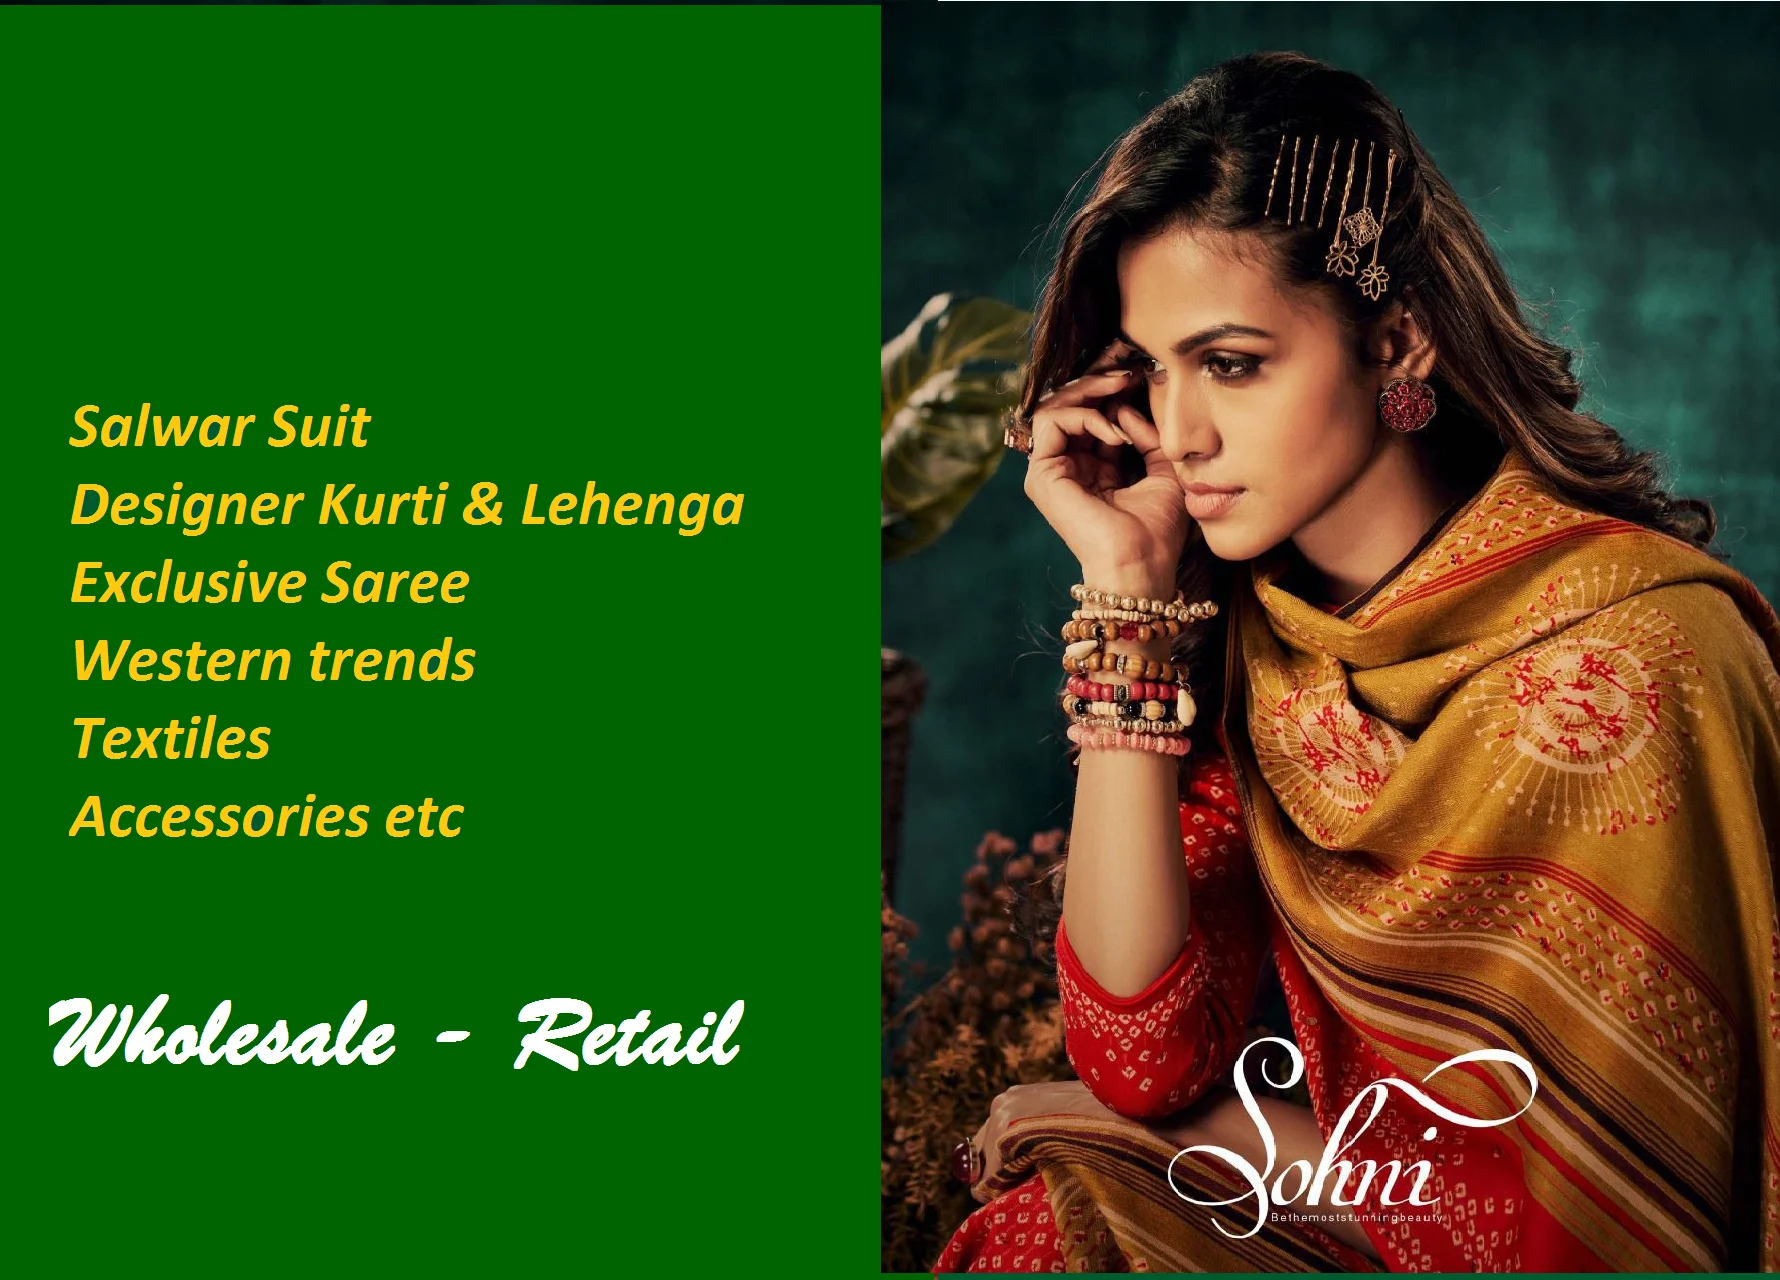 Salwar Suit
Designer Kurti & Lehenga
Exclusive Saree
Western trends
Textiles
Accessories etc
Wholesale - Retail
Sohni
Bethemoststunningbeauty